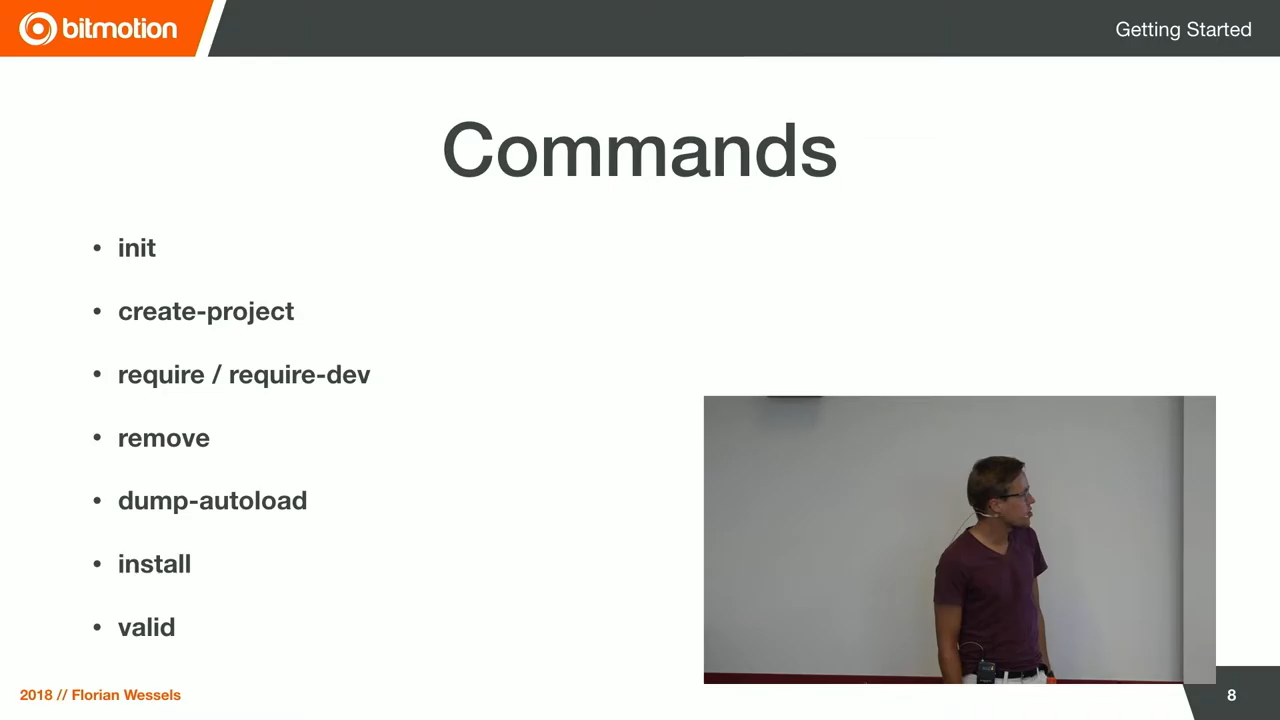 bitmotion
Getting Started
Commands
• init
• create-project
• require / require-dev
• remove
• dump-autoload
• install
• valid
2018 // Florian Wessels
8